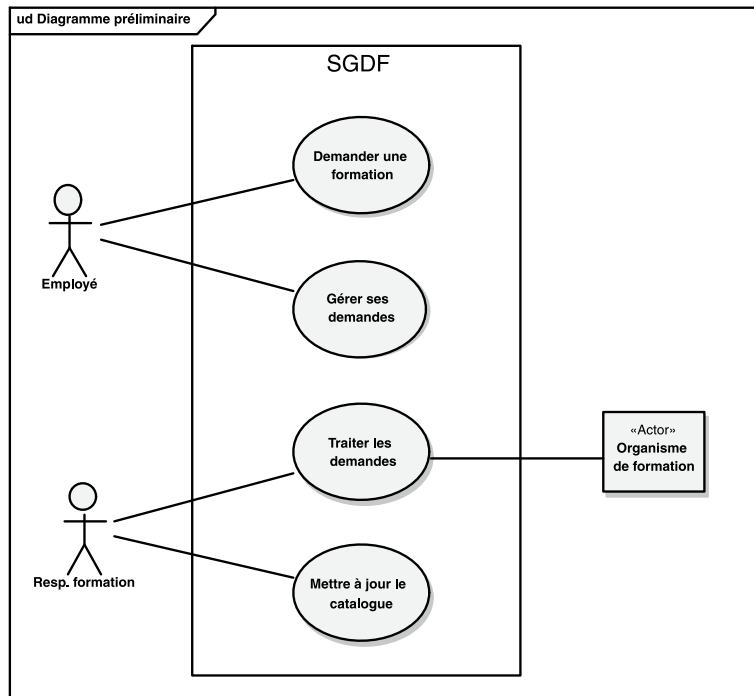 ud Diagramme préliminaire
SGDF
Demander une
formation
Employé
Gérer ses
demandes
Traiter les
demandes
«Actor»
Organisme
de formation
Resp. formation
Mettre à jour le
catalogue